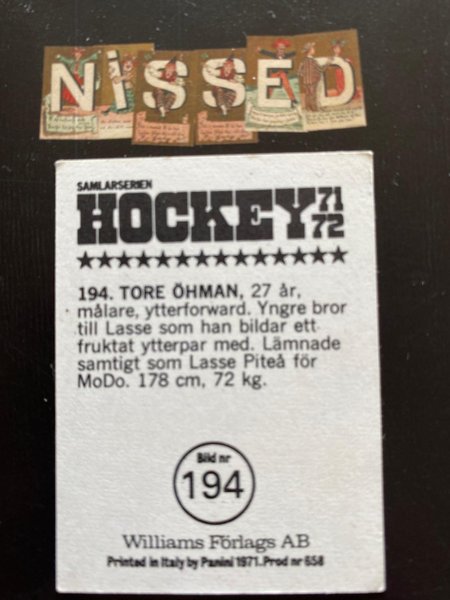 NiSSED
SAMLARSERIEN
HOCKEY 71
72
194. TORE ÖHMAN, 27 år,
målare, ytterforward. Yngre bror
till Lasse som han bildar ett
fruktat ytterpar med. Lämnade
samtigt som Lasse Piteå för
MoDo. 178 cm, 72 kg.
Bild nr
194
Williams Förlags AB
Printed in Italy by Panini 1971. Prod nr 658